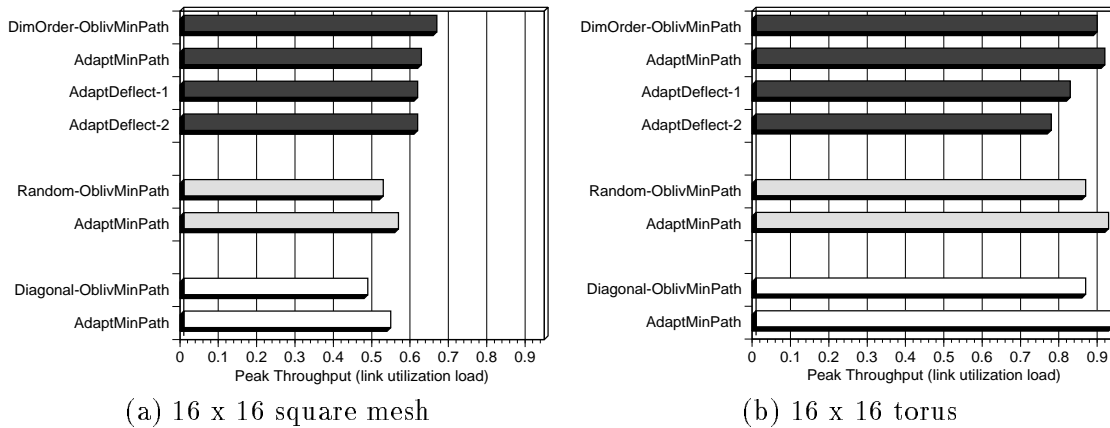 DimOrder-OblivMinPath
AdaptMinPath
AdaptDeflect-1
AdaptDeflect-2
Random-OblivMinPath
AdaptMinPath
Diagonal-OblivMinPath
AdaptMinPath
0 0.1 0.2 0.3 0.4 0.5 0.6 0.7 0.8 0.9
Peak Throughput (link utilization load)
(a) 16 x 16 square mesh
DimOrder-OblivMinPath
AdaptMinPath
AdaptDeflect-1
AdaptDeflect-2
Random-OblivMinPath
AdaptMinPath
Diagonal-OblivMinPath
AdaptMinPath
0 0.1 0.2 0.3 0.4 0.5 0.6 0.7 0.8 0.9
Peak Throughput (link utilization load)
(b) 16 x 16 torus